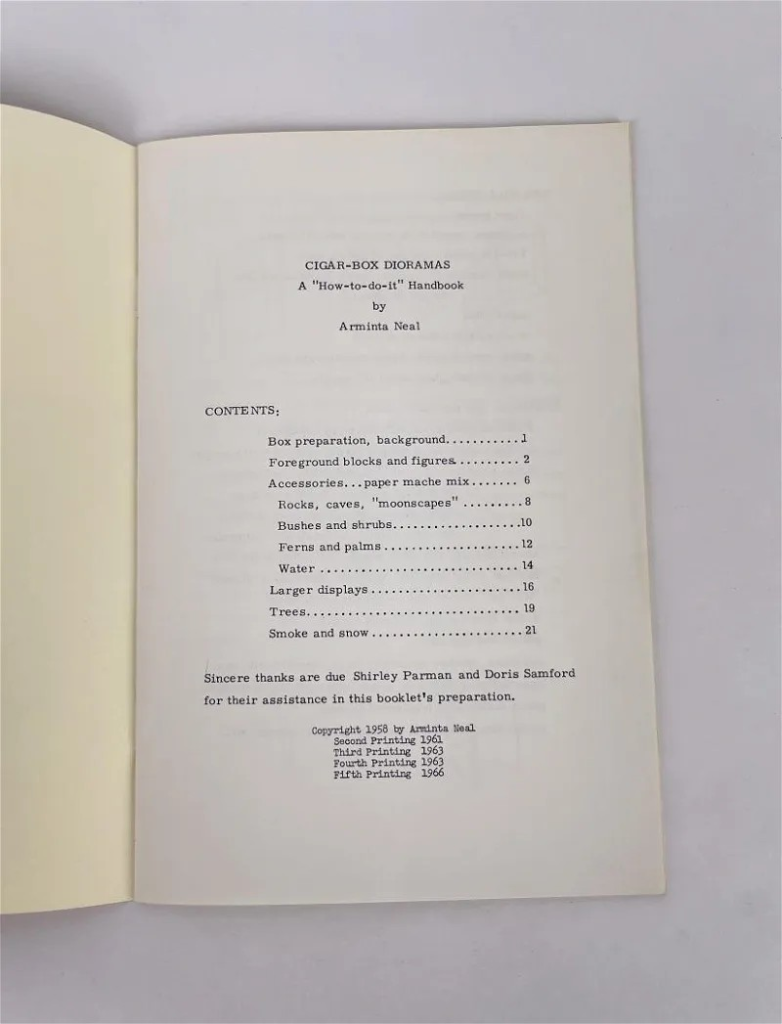 CIGAR-BOX DIORAMAS
A "How-to-do-it" Handbook
by
Arminta Neal
CONTENTS:
Box preparation, background...........1
Foreground blocks and figures.........2
Accessories...paper mache mix.......6
Rocks, caves, "moonscapes".........8
Bushes and shrubs...................10
Ferns and palms....................12
Water.............................14
Larger displays......................16
Trees...............................19
Smoke and snow......................21
Sincere thanks are due Shirley Parman and Doris Samford
for their assistance in this booklet's preparation.
Copyright 1958 by Arminta Neal
Second Printing 1961
Third Printing 1963
Fourth Printing 1963
Fifth Printing 1966